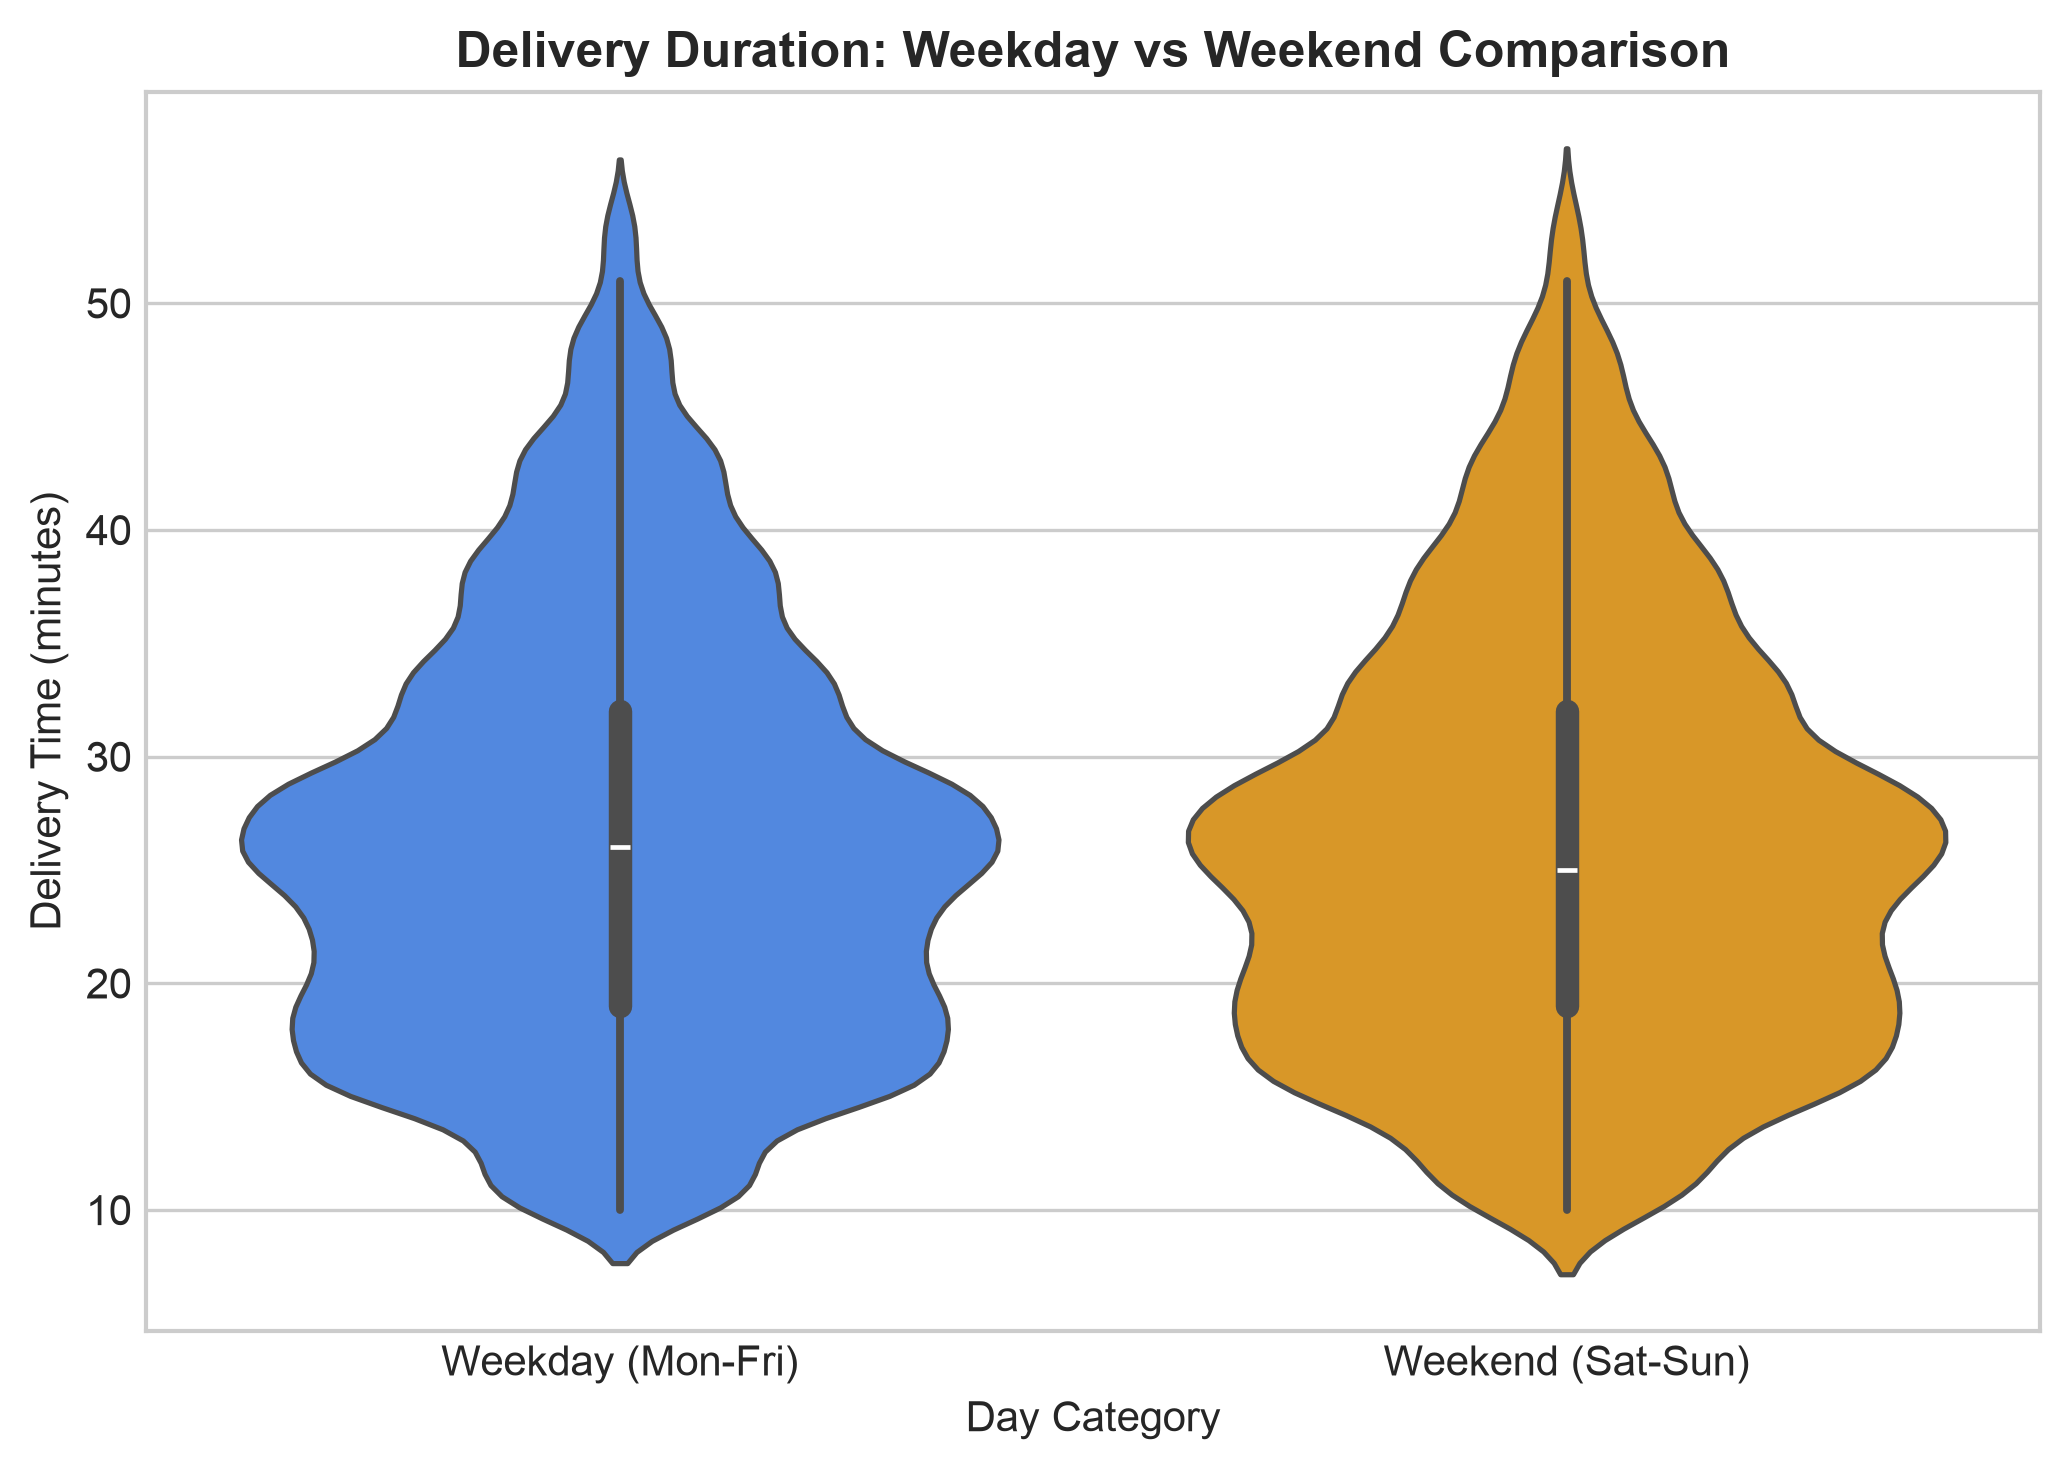 Delivery Duration: Weekday vs Weekend Comparison
Delivery Time (minutes)
50
40
30
20
10
Weekday (Mon-Fri)
Weekend (Sat-Sun)
Day Category